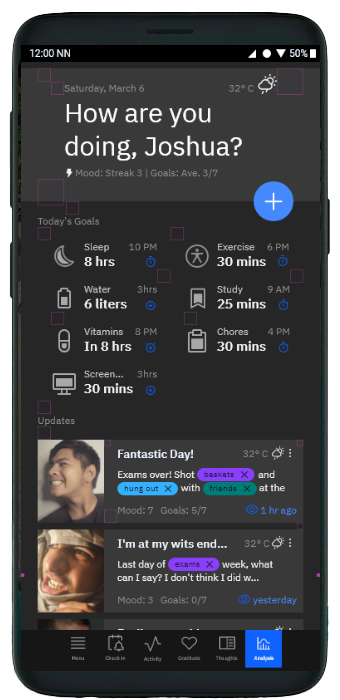 12:00 NN
50%
Saturday, March 6
32° C
How are you
doing, Joshua?
Mood: Streak 3 | Goals: Ave. 3/7
Today's Goals
Sleep 10 PM
8 hrs
Exercise 6 PM
30 mins
Water 3hrs
6 liters
Study 9 AM
25 mins
Vitamins 8 PM
In 8 hrs
Chores 4 PM
30 mins
Screen... 3hrs
30 mins
Updates
Fantastic Day! 32° C
Exams over! Shot baskets × and
hung out × with friends × at the
Mood: 7 Goals: 5/7 1 hr ago
I'm at my wits end... 32° C
Last day of exams × week, what
can I say? I don't think I did w...
Mood: 3 Goals: 0/7 yesterday
Menu
Check in
Activity
Gratitude
Thoughts
Analysis